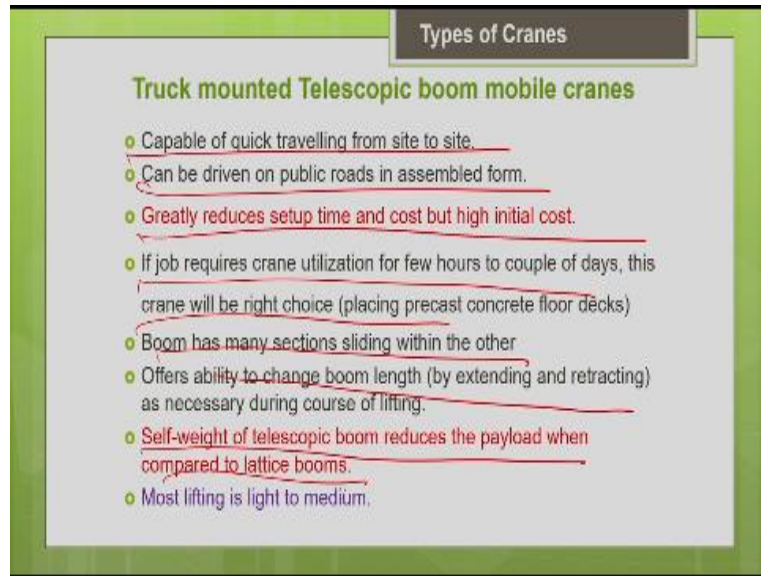 Types of Cranes
Truck mounted Telescopic boom mobile cranes
Capable of quick travelling from site to site.
Can be driven on public roads in assembled form.
Greatly reduces setup time and cost but high initial cost.
If job requires crane utilization for few hours to couple of days, this
crane will be right choice (placing precast concrete floor decks)
Boom has many sections sliding within the other
Offers ability to change boom length (by extending and retracting)
as necessary during course of lifting.
Self-weight of telescopic boom reduces the payload when
compared to lattice booms.
Most lifting is light to medium.